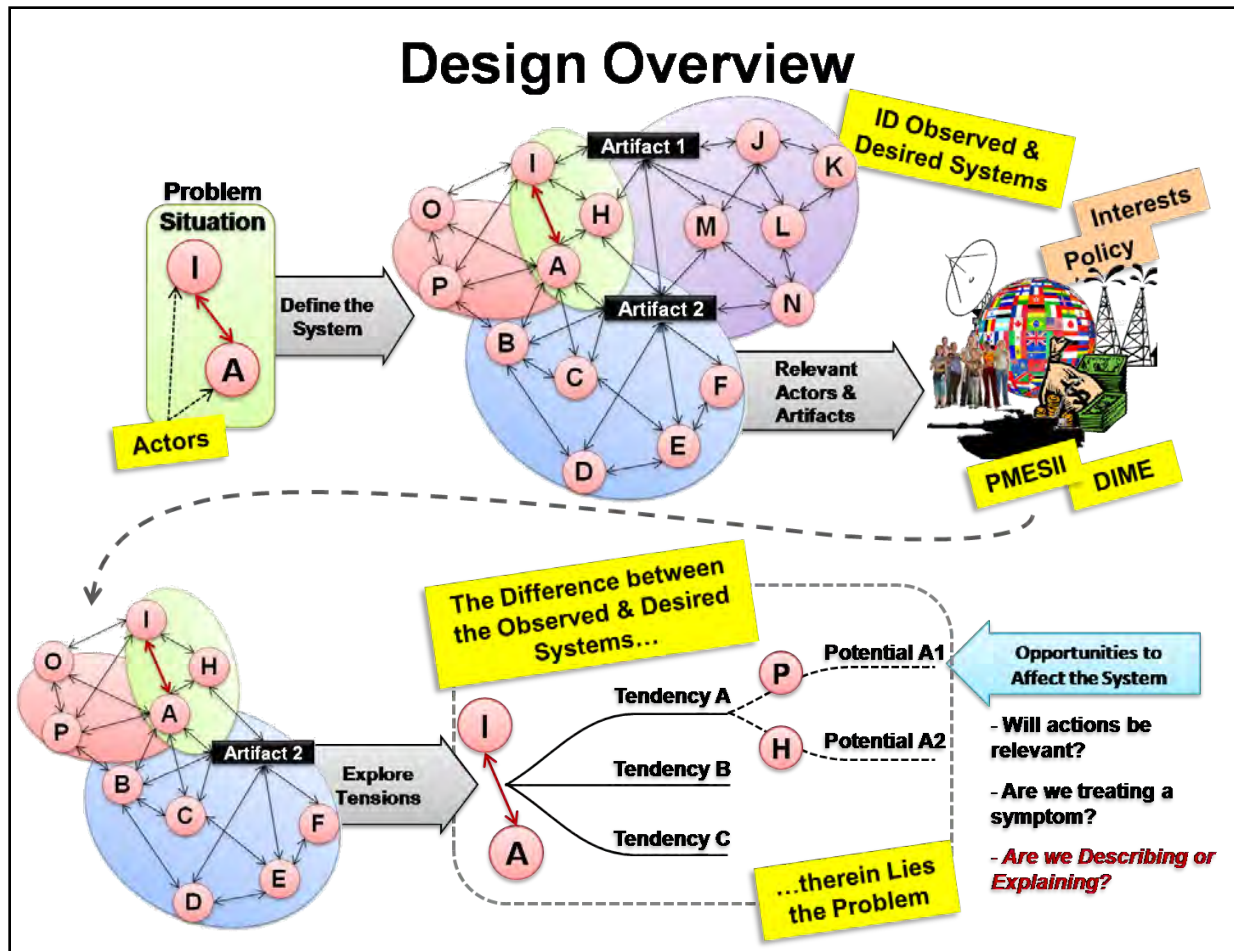 Design Overview
Problem
Situation
I
A
Actors
Define the
System
I
Artifact 1
J
K
O
H
M
L
A
P
N
Artifact 2
B
C
F
E
D
ID Observed &
Desired Systems
Interests
Policy
Relevant
Actors &
Artifacts
$
PMESII
DIME
I
O
H
A
P
Artifact 2
B
C
F
E
D
Explore
Tensions
The Difference between
the Observed & Desired
Systems…
I
A
Tendency A
Tendency B
Tendency C
P
Potential A1
H
Potential A2
…therein Lies
the Problem
Opportunities to
Affect the System
- Will actions be
relevant?
- Are we treating a
symptom?
- Are we Describing or
Explaining?